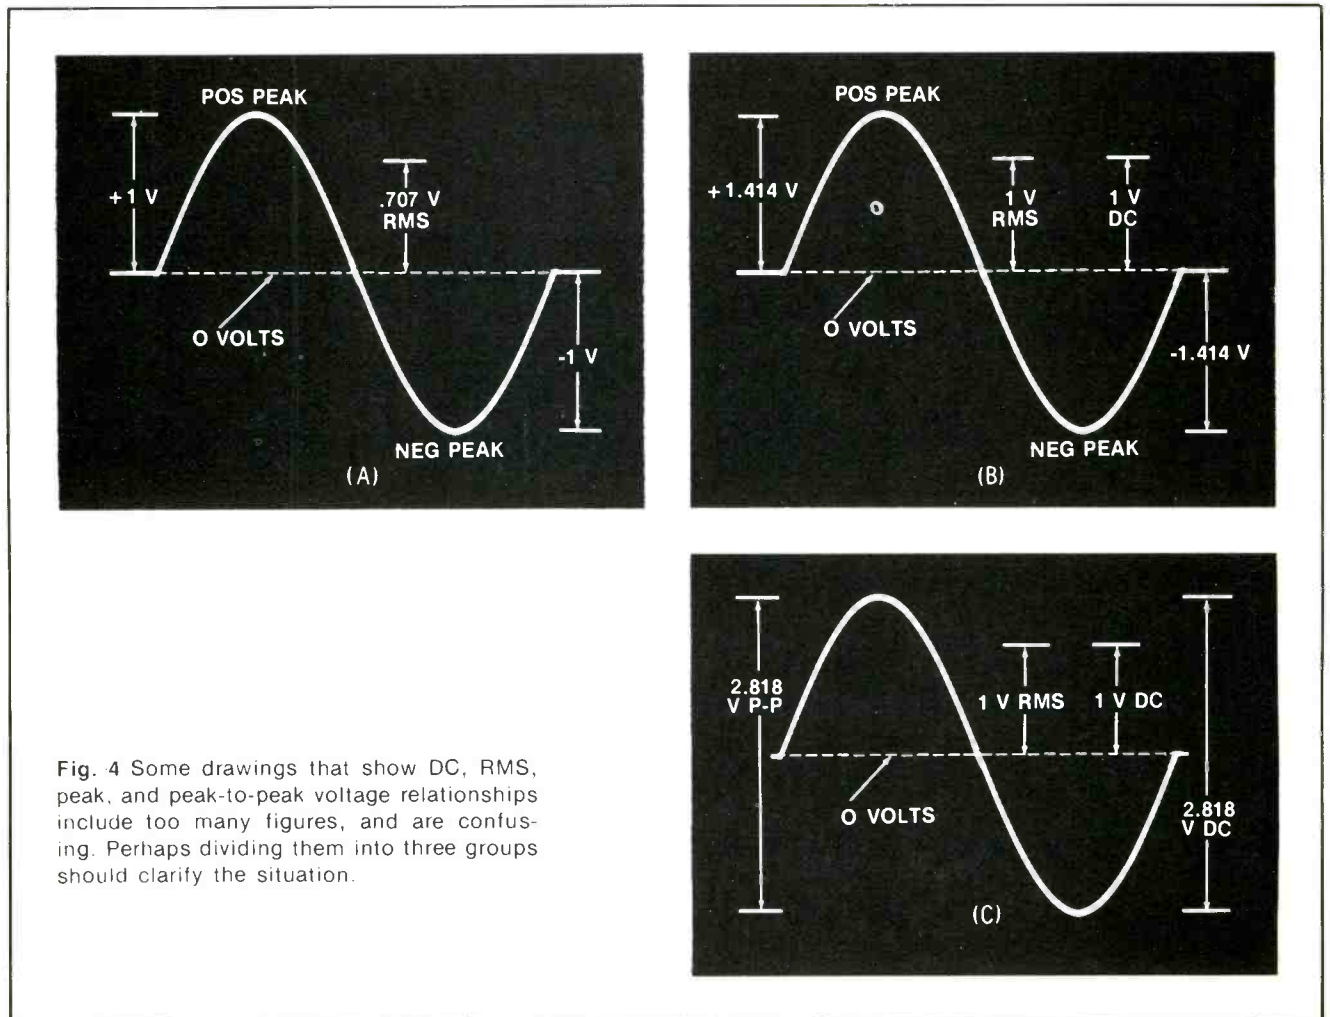 POS PEAK
+1 V
.707 V
RMS
O VOLTS
-1 V
NEG PEAK
(A)
POS PEAK
+1.414 V
1 V
RMS
1 V
DC
O VOLTS
-1.414 V
NEG PEAK
(B)
2.818
V P-P
1 V RMS
1 V DC
O VOLTS
2.818
V DC
(C)
Fig. 4 Some drawings that show DC, RMS,
peak, and peak-to-peak voltage relationships
include too many figures, and are confus-
ing. Perhaps dividing them into three groups
should clarify the situation.